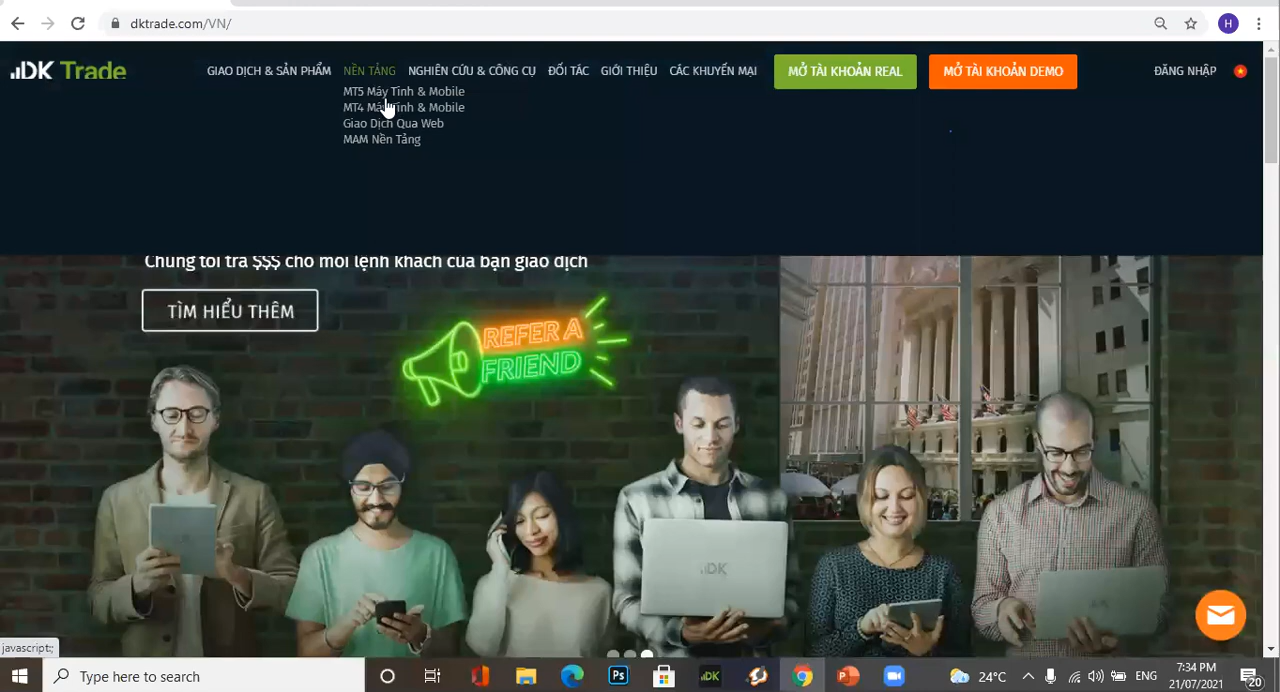 dktrade.com/VN/
H
DK Trade
GIAO DỊCH & SẢN PHẨM NỀN TẢNG NGHIÊN CỨU & CÔNG CỤ ĐỐI TÁC GIỚI THIỆU CÁC KHUYẾN MẠI MỞ TÀI KHOẢN REAL MỞ TÀI KHOẢN DEMO ĐĂNG NHẬP
MT5 Máy Tính & Mobile
MT4 Máy Tính & Mobile
Giao Dịch Qua Web
MAM Nền Tảng
Chúng tôi trả $$$ cho mỗi lệnh khách của bạn giao dịch
TÌM HIỂU THÊM
REFER A
FRIEND
DK
javascript:;
Type here to search
Ps
DK
24°C
ENG
7:34 PM
21/07/2021
20